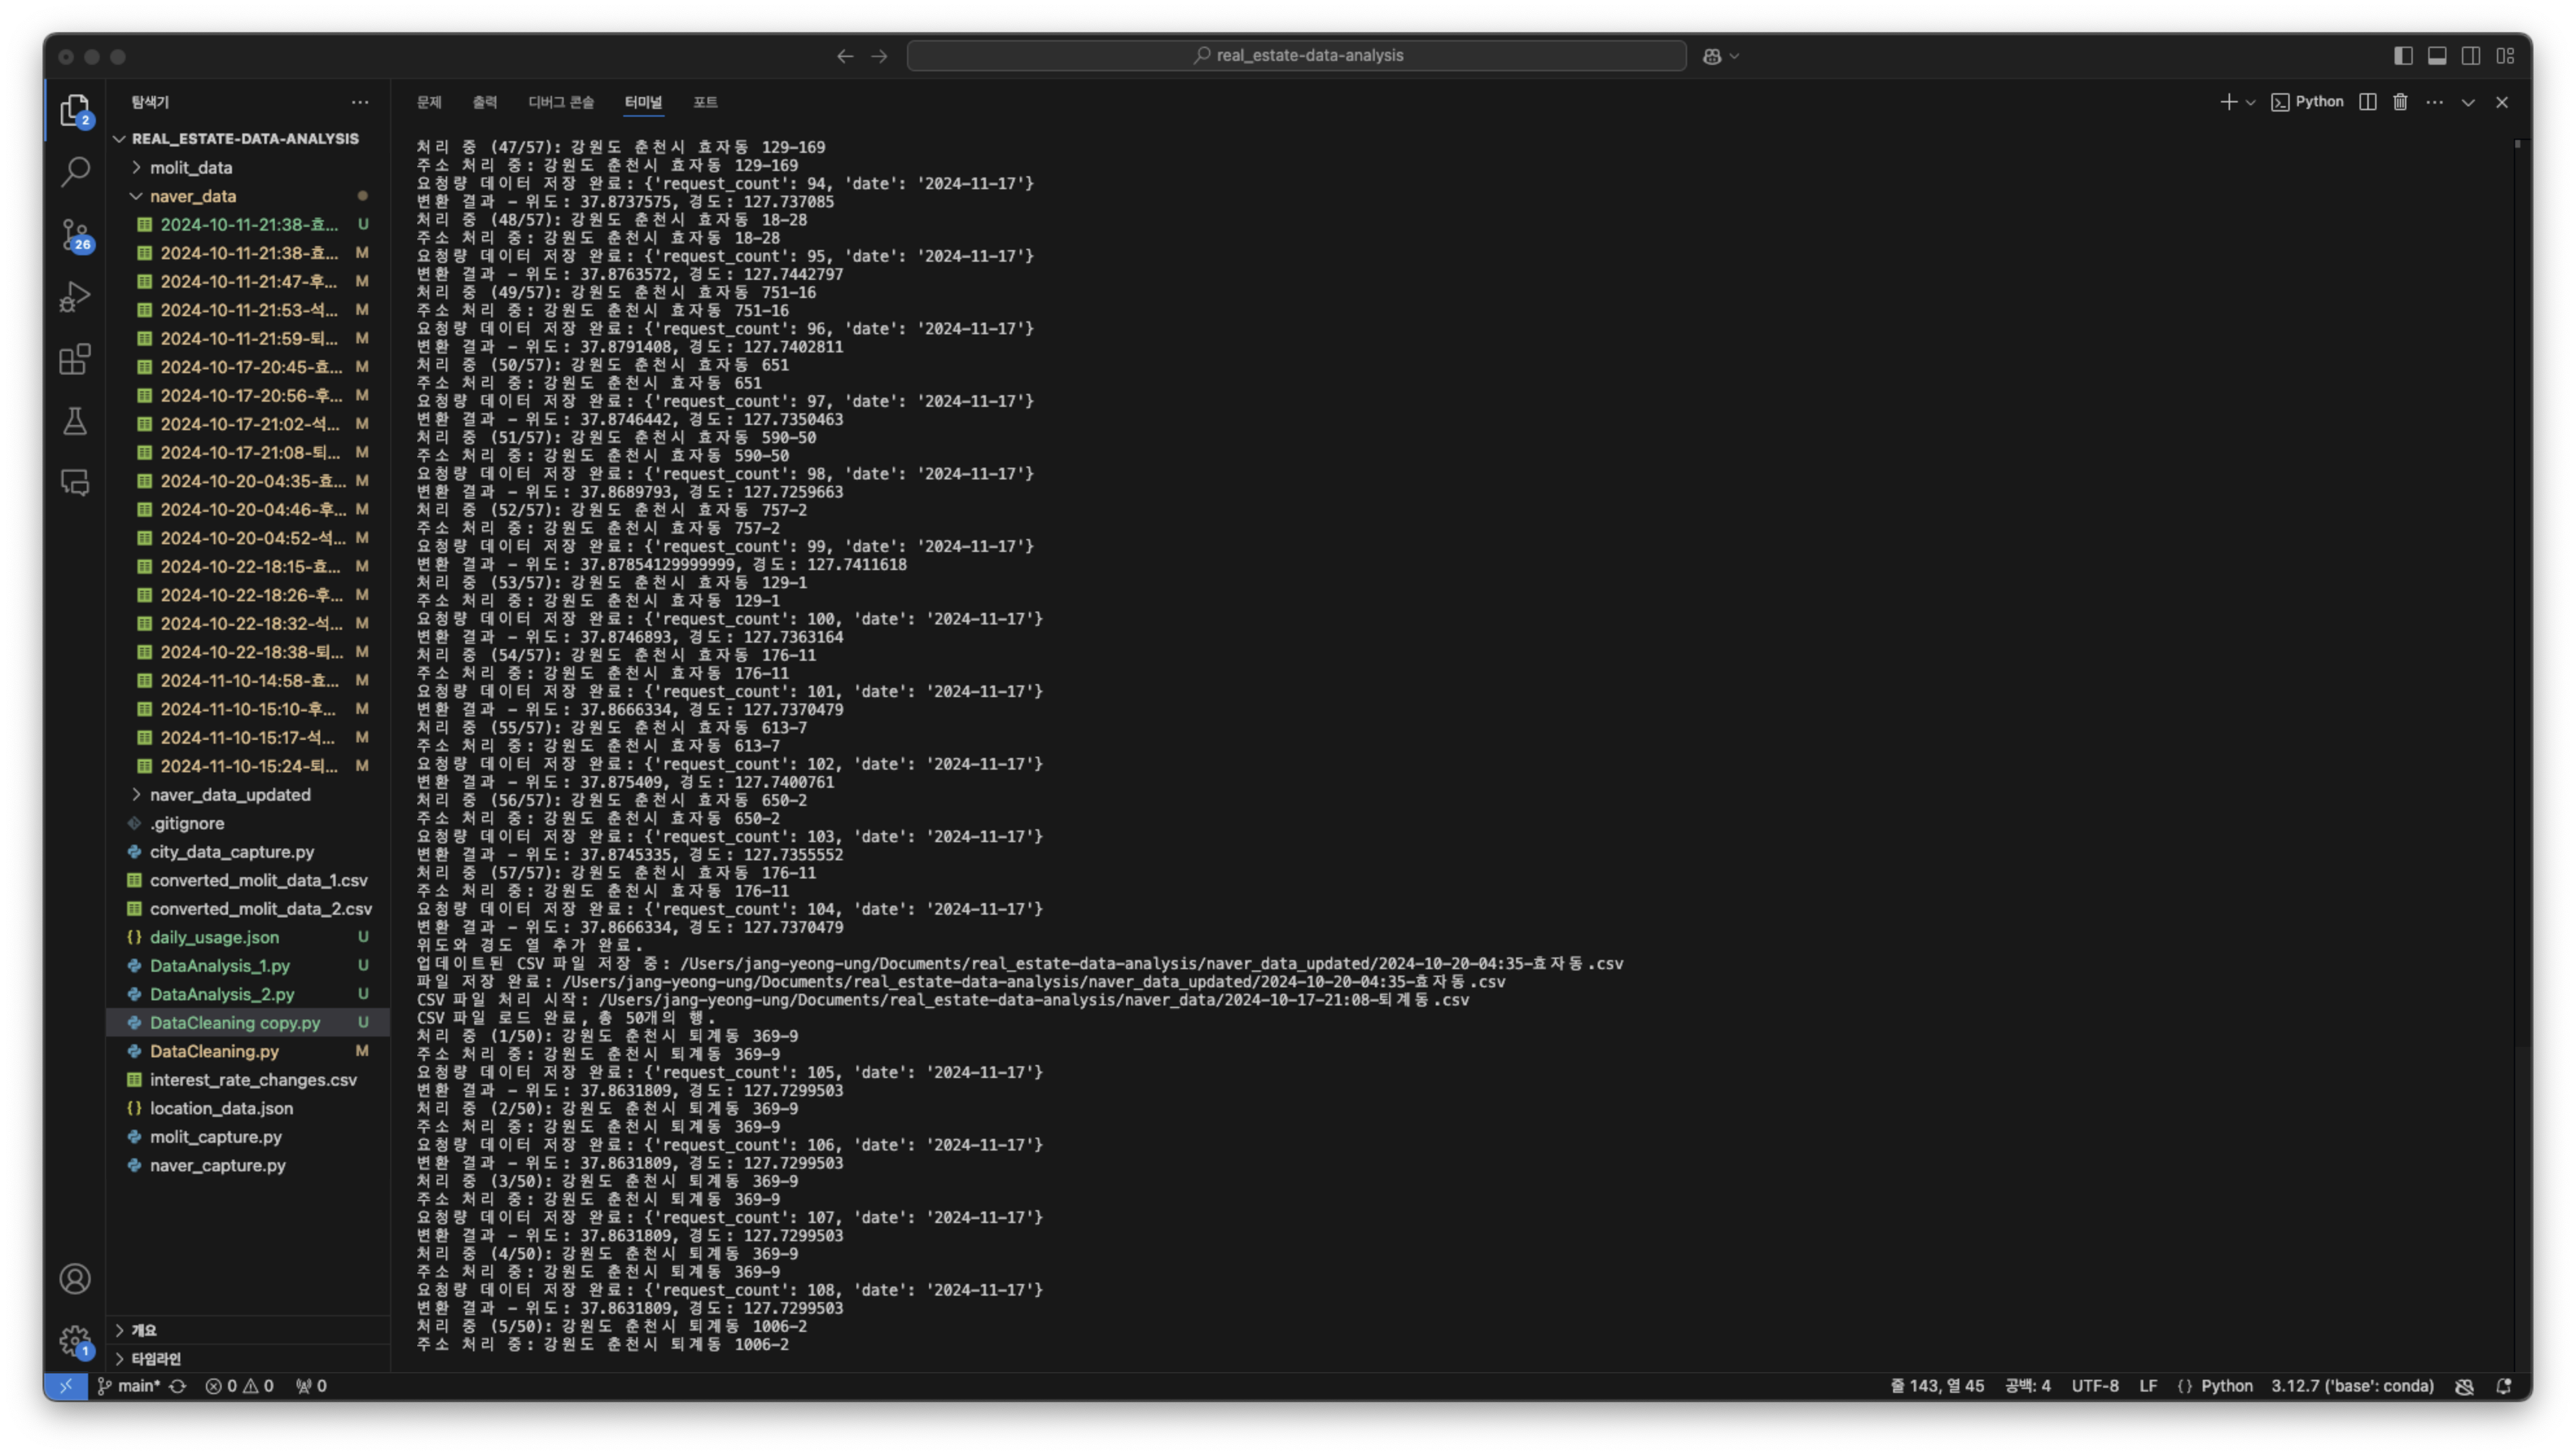 real_estate-data-analysis
탐색기
REAL_ESTATE-DATA-ANALYSIS
molit_data
naver_data
2024-10-11-21:38-효... U
2024-10-11-21:38-효... M
2024-10-11-21:47-후... M
2024-10-11-21:53-석... M
2024-10-11-21:59-퇴... M
2024-10-17-20:45-효... M
2024-10-17-20:56-후... M
2024-10-17-21:02-석... M
2024-10-17-21:08-퇴... M
2024-10-20-04:35-효... M
2024-10-20-04:46-후... M
2024-10-20-04:52-석... M
2024-10-22-18:15-효... M
2024-10-22-18:26-후... M
2024-10-22-18:32-석... M
2024-10-22-18:38-퇴... M
2024-11-10-14:58-효... M
2024-11-10-15:10-후... M
2024-11-10-15:17-석... M
2024-11-10-15:24-퇴... M
naver_data_updated
.gitignore
city_data_capture.py
converted_molit_data_1.csv
converted_molit_data_2.csv
daily_usage.json U
DataAnalysis_1.py U
DataAnalysis_2.py U
DataCleaning copy.py U
DataCleaning.py M
interest_rate_changes.csv
location_data.json
molit_capture.py
naver_capture.py
개요
타임라인
2
26
1
문제 출력 디버그 콘솔 터미널 포트
Python
처리 중 (47/57): 강원도 춘천시 효자동 129-169
주소 처리 중: 강원도 춘천시 효자동 129-169
요청량 데이터 저장 완료: {'request_count': 94, 'date': '2024-11-17'}
변환 결과 - 위도: 37.8737575, 경도: 127.737085
처리 중 (48/57): 강원도 춘천시 효자동 18-28
주소 처리 중: 강원도 춘천시 효자동 18-28
요청량 데이터 저장 완료: {'request_count': 95, 'date': '2024-11-17'}
변환 결과 - 위도: 37.8763572, 경도: 127.7442797
처리 중 (49/57): 강원도 춘천시 효자동 751-16
주소 처리 중: 강원도 춘천시 효자동 751-16
요청량 데이터 저장 완료: {'request_count': 96, 'date': '2024-11-17'}
변환 결과 - 위도: 37.8791408, 경도: 127.7402811
처리 중 (50/57): 강원도 춘천시 효자동 651
주소 처리 중: 강원도 춘천시 효자동 651
요청량 데이터 저장 완료: {'request_count': 97, 'date': '2024-11-17'}
변환 결과 - 위도: 37.8746442, 경도: 127.7350463
처리 중 (51/57): 강원도 춘천시 효자동 590-50
주소 처리 중: 강원도 춘천시 효자동 590-50
요청량 데이터 저장 완료: {'request_count': 98, 'date': '2024-11-17'}
변환 결과 - 위도: 37.8689793, 경도: 127.7259663
처리 중 (52/57): 강원도 춘천시 효자동 757-2
주소 처리 중: 강원도 춘천시 효자동 757-2
요청량 데이터 저장 완료: {'request_count': 99, 'date': '2024-11-17'}
변환 결과 - 위도: 37.87854129999999, 경도: 127.7411618
처리 중 (53/57): 강원도 춘천시 효자동 129-1
주소 처리 중: 강원도 춘천시 효자동 129-1
요청량 데이터 저장 완료: {'request_count': 100, 'date': '2024-11-17'}
변환 결과 - 위도: 37.8746893, 경도: 127.7363164
처리 중 (54/57): 강원도 춘천시 효자동 176-11
주소 처리 중: 강원도 춘천시 효자동 176-11
요청량 데이터 저장 완료: {'request_count': 101, 'date': '2024-11-17'}
변환 결과 - 위도: 37.8666334, 경도: 127.7370479
처리 중 (55/57): 강원도 춘천시 효자동 613-7
주소 처리 중: 강원도 춘천시 효자동 613-7
요청량 데이터 저장 완료: {'request_count': 102, 'date': '2024-11-17'}
변환 결과 - 위도: 37.875409, 경도: 127.7400761
처리 중 (56/57): 강원도 춘천시 효자동 650-2
주소 처리 중: 강원도 춘천시 효자동 650-2
요청량 데이터 저장 완료: {'request_count': 103, 'date': '2024-11-17'}
변환 결과 - 위도: 37.8745335, 경도: 127.7355552
처리 중 (57/57): 강원도 춘천시 효자동 176-11
주소 처리 중: 강원도 춘천시 효자동 176-11
요청량 데이터 저장 완료: {'request_count': 104, 'date': '2024-11-17'}
변환 결과 - 위도: 37.8666334, 경도: 127.7370479
위도와 경도 열 추가 완료.
업데이트된 CSV 파일 저장 중: /Users/jang-yeong-ung/Documents/real_estate-data-analysis/naver_data_updated/2024-10-20-04:35-효자동.csv
파일 저장 완료: /Users/jang-yeong-ung/Documents/real_estate-data-analysis/naver_data_updated/2024-10-20-04:35-효자동.csv
CSV 파일 처리 시작: /Users/jang-yeong-ung/Documents/real_estate-data-analysis/naver_data/2024-10-17-21:08-퇴계동.csv
CSV 파일 로드 완료, 총 50개의 행.
처리 중 (1/50): 강원도 춘천시 퇴계동 369-9
주소 처리 중: 강원도 춘천시 퇴계동 369-9
요청량 데이터 저장 완료: {'request_count': 105, 'date': '2024-11-17'}
변환 결과 - 위도: 37.8631809, 경도: 127.7299503
처리 중 (2/50): 강원도 춘천시 퇴계동 369-9
주소 처리 중: 강원도 춘천시 퇴계동 369-9
요청량 데이터 저장 완료: {'request_count': 106, 'date': '2024-11-17'}
변환 결과 - 위도: 37.8631809, 경도: 127.7299503
처리 중 (3/50): 강원도 춘천시 퇴계동 369-9
주소 처리 중: 강원도 춘천시 퇴계동 369-9
요청량 데이터 저장 완료: {'request_count': 107, 'date': '2024-11-17'}
변환 결과 - 위도: 37.8631809, 경도: 127.7299503
처리 중 (4/50): 강원도 춘천시 퇴계동 369-9
주소 처리 중: 강원도 춘천시 퇴계동 369-9
요청량 데이터 저장 완료: {'request_count': 108, 'date': '2024-11-17'}
변환 결과 - 위도: 37.8631809, 경도: 127.7299503
처리 중 (5/50): 강원도 춘천시 퇴계동 1006-2
주소 처리 중: 강원도 춘천시 퇴계동 1006-2
main* 0 0 0 줄 143, 열 45 공백: 4 UTF-8 LF {} Python 3.12.7 ('base': conda)